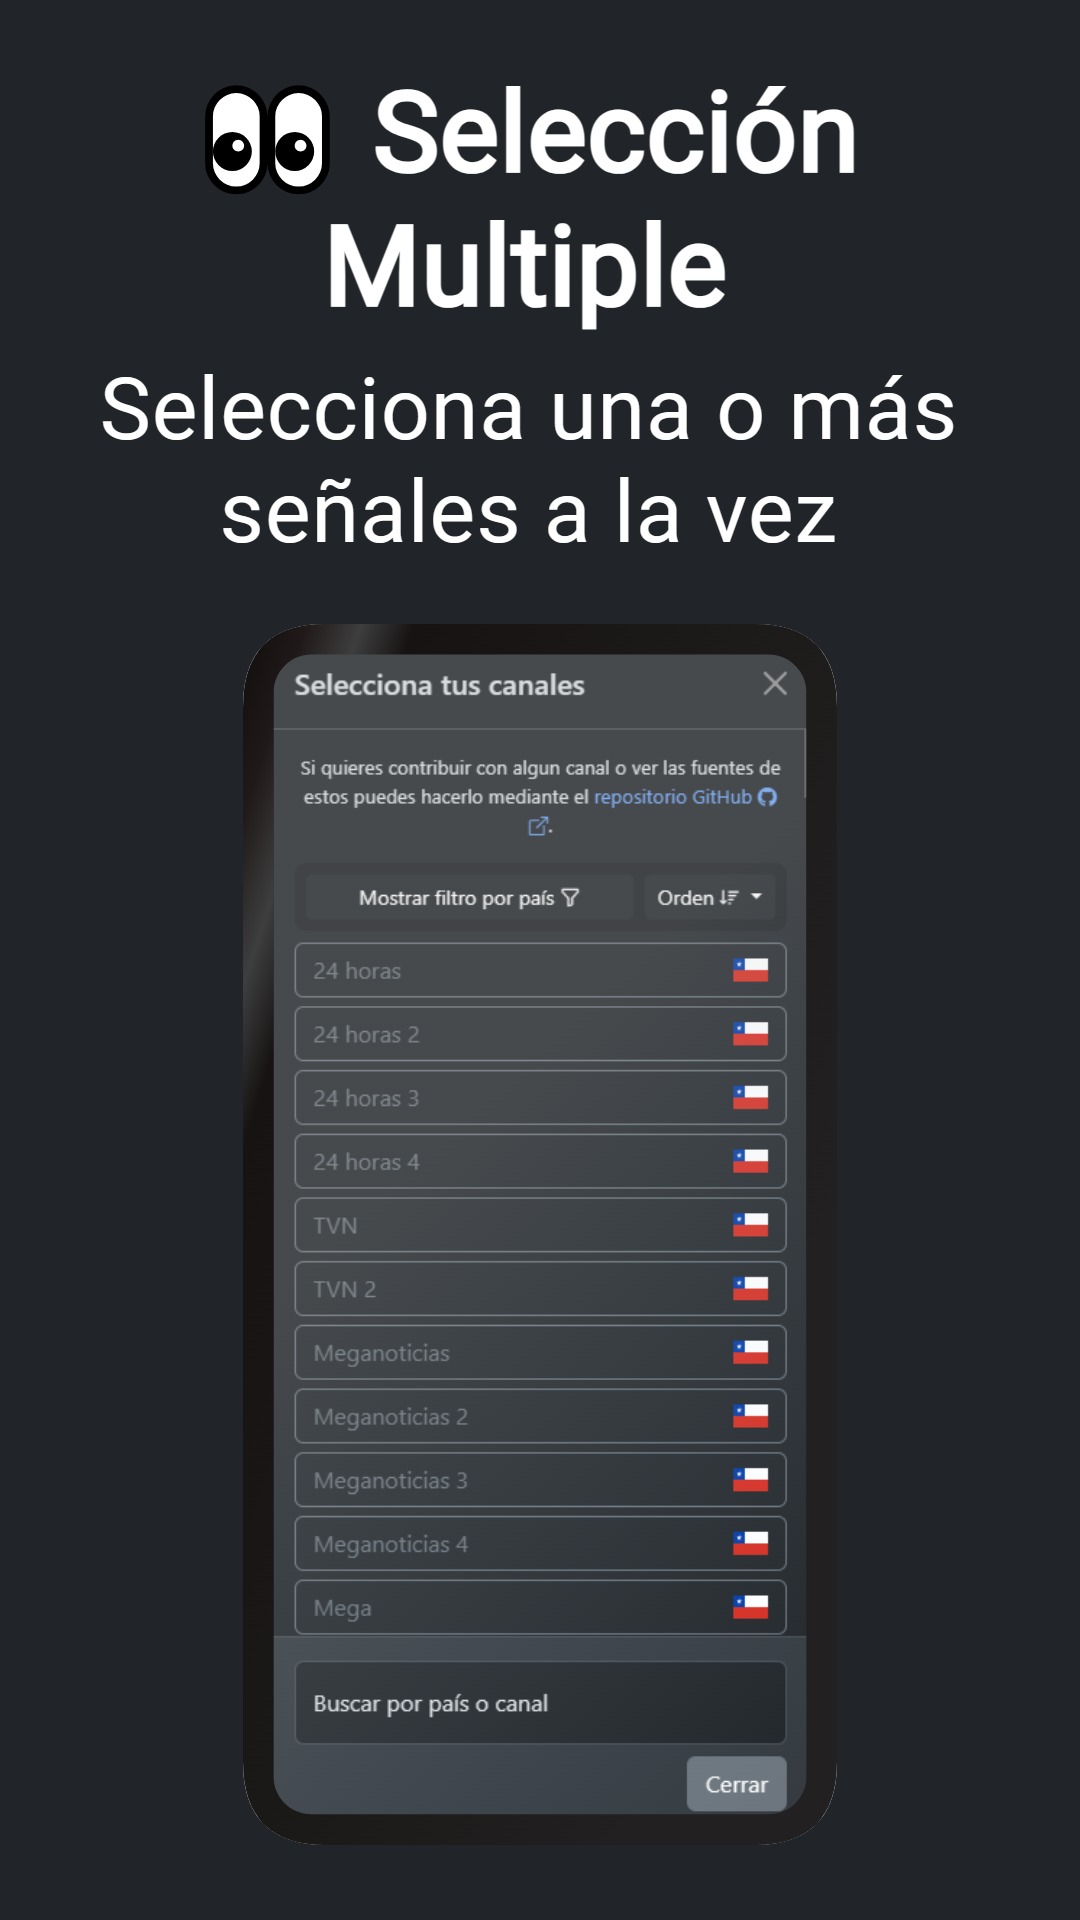 👀 Selección
Multiple
Selecciona una o más
señales a la vez
Selecciona tus canales
Si quieres contribuir con algun canal o ver las fuentes de
estos puedes hacerlo mediante el repositorio GitHub
.
Mostrar filtro por país
Orden
24 horas
24 horas 2
24 horas 3
24 horas 4
TVN
TVN 2
Meganoticias
Meganoticias 2
Meganoticias 3
Meganoticias 4
Mega
Buscar por país o canal
Cerrar